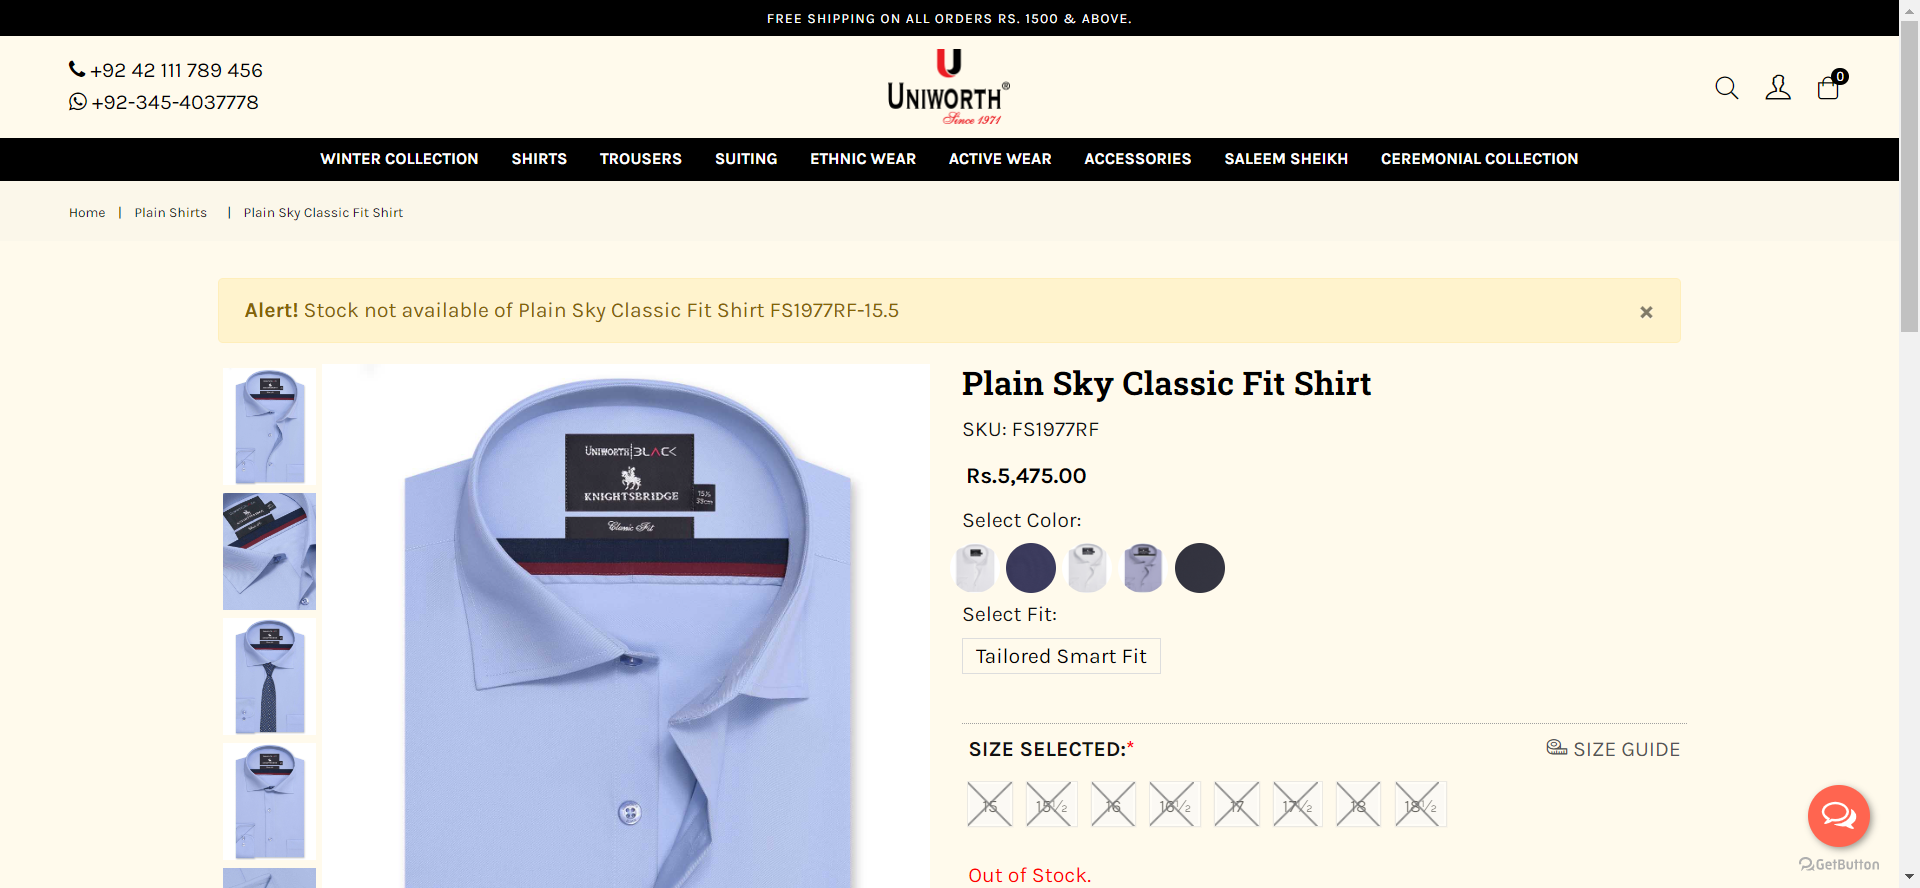 FREE SHIPPING ON ALL ORDERS RS. 1500 & ABOVE.
+92 42 111 789 456
+92-345-4037778
UNIWORTH®
Since 1971
0
WINTER COLLECTION SHIRTS TROUSERS SUITING ETHNIC WEAR ACTIVE WEAR ACCESSORIES SALEEM SHEIKH CEREMONIAL COLLECTION
Home | Plain Shirts | Plain Sky Classic Fit Shirt
Alert! Stock not available of Plain Sky Classic Fit Shirt FS1977RF-15.5 ×
UNIWORTH BLACK
KNIGHTSBRIDGE
15½
Classic Fit
Plain Sky Classic Fit Shirt
SKU: FS1977RF
Rs.5,475.00
Select Color:
Select Fit:
Tailored Smart Fit
SIZE SELECTED:*
SIZE GUIDE
15 15½ 16 16½ 17 17½ 18 18½
Out of Stock.
GetButton